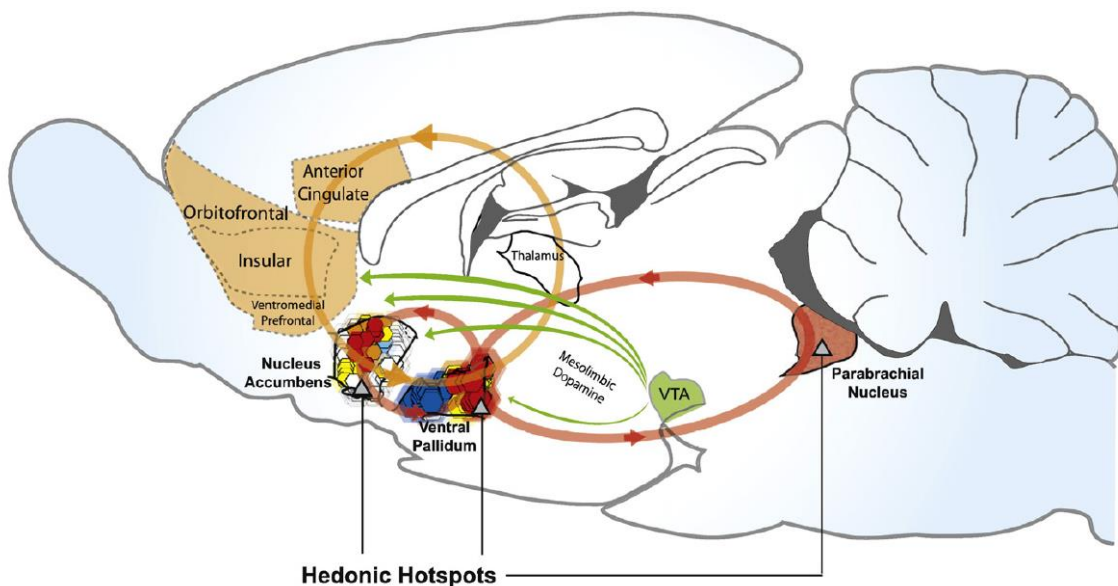 Anterior
Cingulate
Orbitofrontal
Insular
Ventromedial
Prefrontal
Thalamus
Nucleus
Accumbens
Ventral
Pallidum
Mesolimbic
Dopamine
VTA
Parabrachial
Nucleus
Hedonic Hotspots